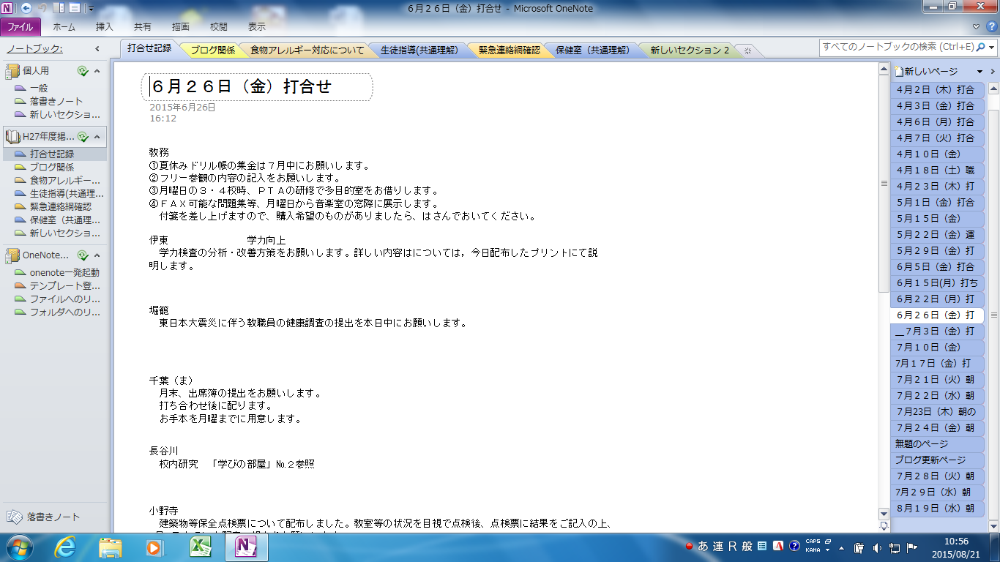 ６月２６日（金）打合せ - Microsoft OneNote
ファイル ホーム 挿入 共有 描画 校閲 表示
ノートブック:
打合せ記録 ブログ関係 食物アレルギー対応について 生徒指導(共通理解） 緊急連絡網確認 保健室（共通理解） 新しいセクション 2
すべてのノートブックの検索 (Ctrl+E)
個人用
一般
落書きノート
新しいセクショ...
H27年度掲...
打合せ記録
ブログ関係
食物アレルギー...
生徒指導(共通理...
緊急連絡網確認
保健室（共通理...
新しいセクショ...
OneNote...
onenote一発起動
テンプレート登...
ファイルへのリ...
フォルダへのリ...
落書きノート
６月２６日（金）打合せ
2015年6月26日
16:12
教務
①夏休みドリル帳の集金は７月中にお願いします。
②フリー参観の内容の記入をお願いします。
③月曜日の３・４校時、ＰＴＡの研修で多目的室をお借りします。
④ＦＡＸ可能な問題集等、月曜日から音楽室の窓際に展示します。
付箋を差し上げますので、購入希望のものがありましたら、はさんでおいてください。
伊東 学力向上
学力検査の分析・改善方策をお願いします。詳しい内容はについては，今日配布したプリントにて説
明します。
堀籠
東日本大震災に伴う教職員の健康調査の提出を本日中にお願いします。
千葉（ま）
月末、出席簿の提出をお願いします。
打ち合わせ後に配ります。
お手本を月曜までに用意します。
長谷川
校内研究 「学びの部屋」№２参照
小野寺
建築物等保全点検票について配布しました。教室等の状況を目視で点検後、点検票に結果をご記入の上、
新しいページ
４月２日（木）打合
４月３日（金）打合
４月６日（月）打合
４月７日（火）打合
４月１０日（金）
４月１８日（土）職
４月２３日（木）打
５月１日（金）打合
５月１５日（金）
５月２２日（金）運
５月２９日（金）打
６月５日（金）打合
６月１５日(月）打ち
６月２２日（月）打
６月２６日（金）打
__７月３日（金）打
７月１０日（金）
7月１７日（金）打
７月２１日（火）朝
７月２２日（水）朝
７月23日（木）朝の
７月２４日（金）朝
無題のページ
ブログ更新ページ
７月２８日（火）朝
7月２９日（水）朝
８月１９日（水）朝
あ 連 R 般
CAPS
KANA
10:56
2015/08/21